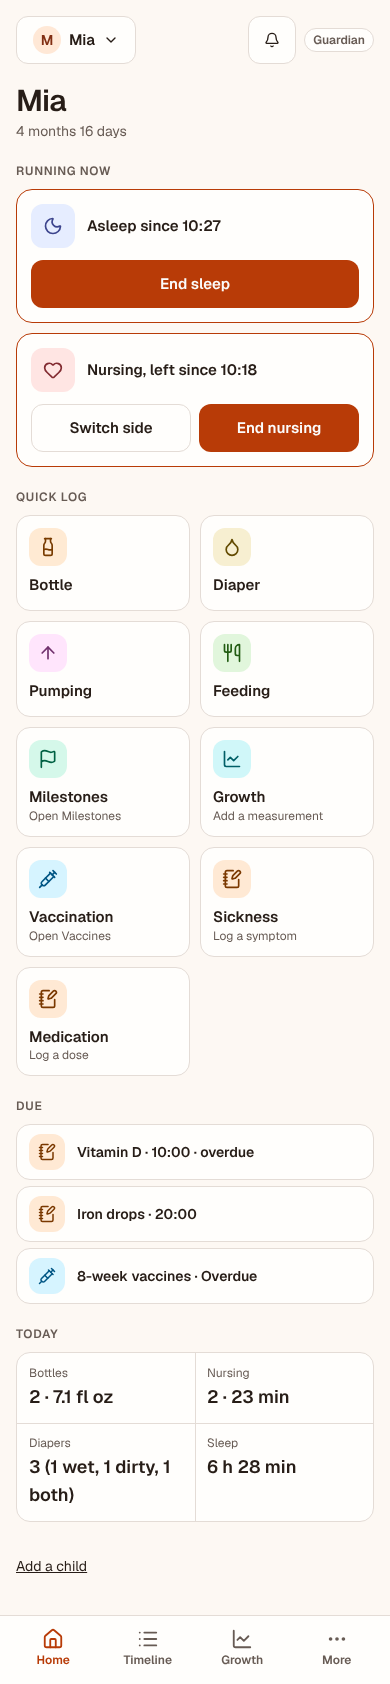 M Mia
Guardian
Mia
4 months 16 days
RUNNING NOW
Asleep since 10:27
End sleep
Nursing, left since 10:18
Switch side
End nursing
QUICK LOG
Bottle
Diaper
Pumping
Feeding
Milestones
Open Milestones
Growth
Add a measurement
Vaccination
Open Vaccines
Sickness
Log a symptom
Medication
Log a dose
DUE
Vitamin D · 10:00 · overdue
Iron drops · 20:00
8-week vaccines · Overdue
TODAY
Bottles
2 · 7.1 fl oz
Nursing
2 · 23 min
Diapers
3 (1 wet, 1 dirty, 1
both)
Sleep
6 h 28 min
Add a child
Home
Timeline
Growth
More